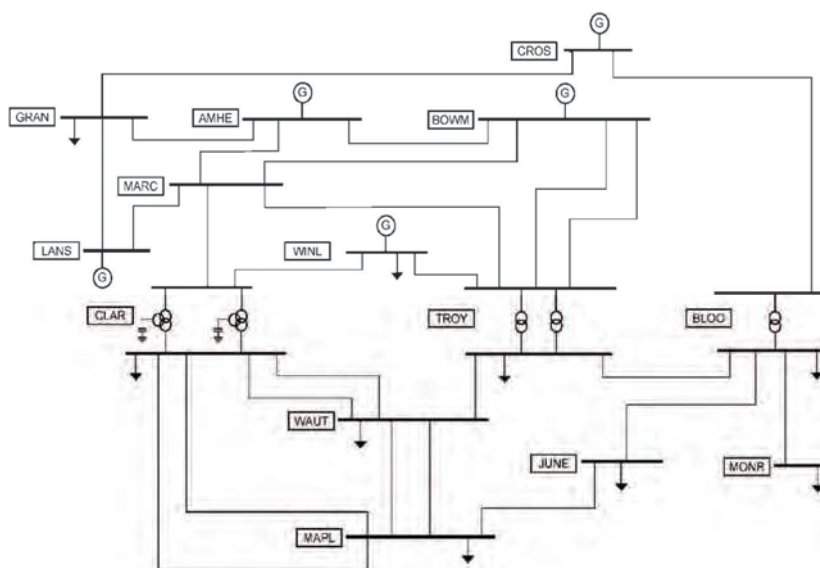 G
CROS
G
G
GRAN
AMHE
BOWM
MARC
G
LANS
WINL
G
CLAR
TROY
BLOO
WAUT
JUNE
MONR
MAPL